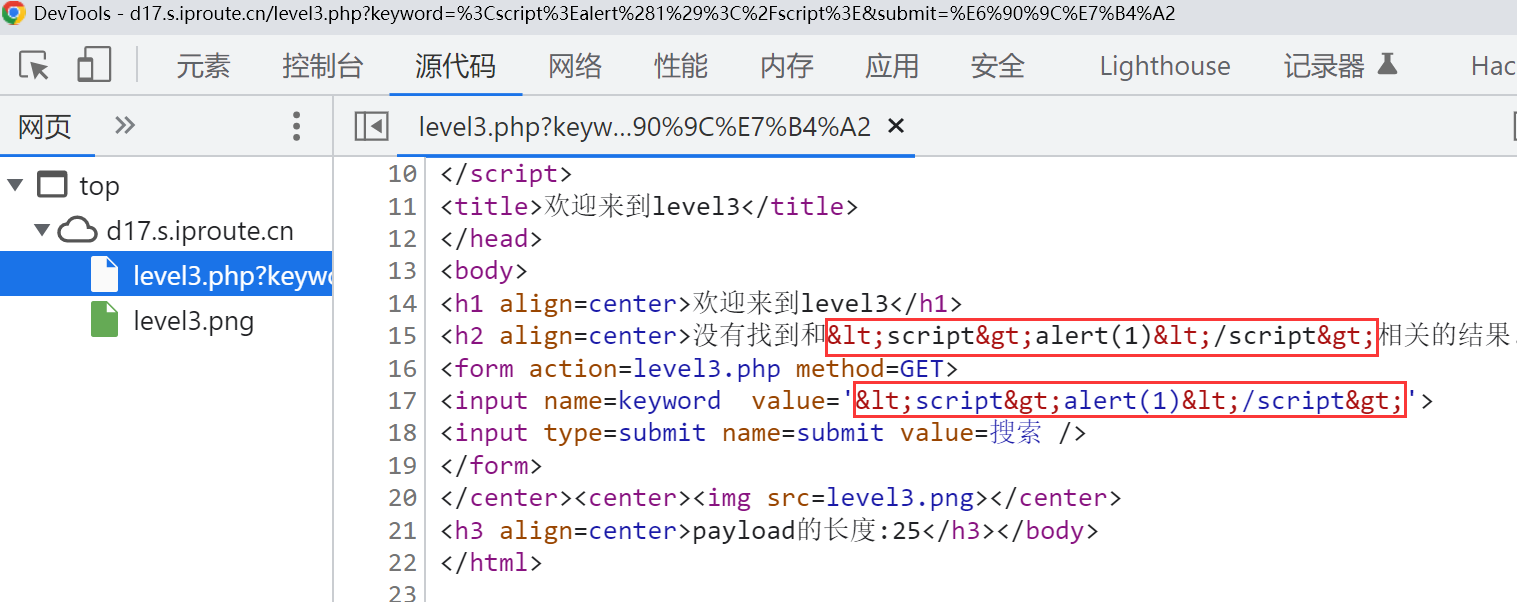 DevTools - d17.s.iproute.cn/level3.php?keyword=%3Cscript%3Ealert%281%29%3C%2Fscript%3E&submit=%E6%90%9C%E7%B4%A2
元素 控制台 源代码 网络 性能 内存 应用 安全 Lighthouse 记录器 Hac
网页 level3.php?keyw...90%9C%E7%B4%A2 ×
top
d17.s.iproute.cn
level3.php?keywo
level3.png
10 </script>
11 <title>欢迎来到level3</title>
12 </head>
13 <body>
14 <h1 align=center>欢迎来到level3</h1>
15 <h2 align=center>没有找到和&lt;script&gt;alert(1)&lt;/script&gt;相关的结果.
16 <form action=level3.php method=GET>
17 <input name=keyword  value='&lt;script&gt;alert(1)&lt;/script&gt;'>
18 <input type=submit name=submit value=搜索 />
19 </form>
20 </center><center><img src=level3.png></center>
21 <h3 align=center>payload的长度:25</h3></body>
22 </html>
23